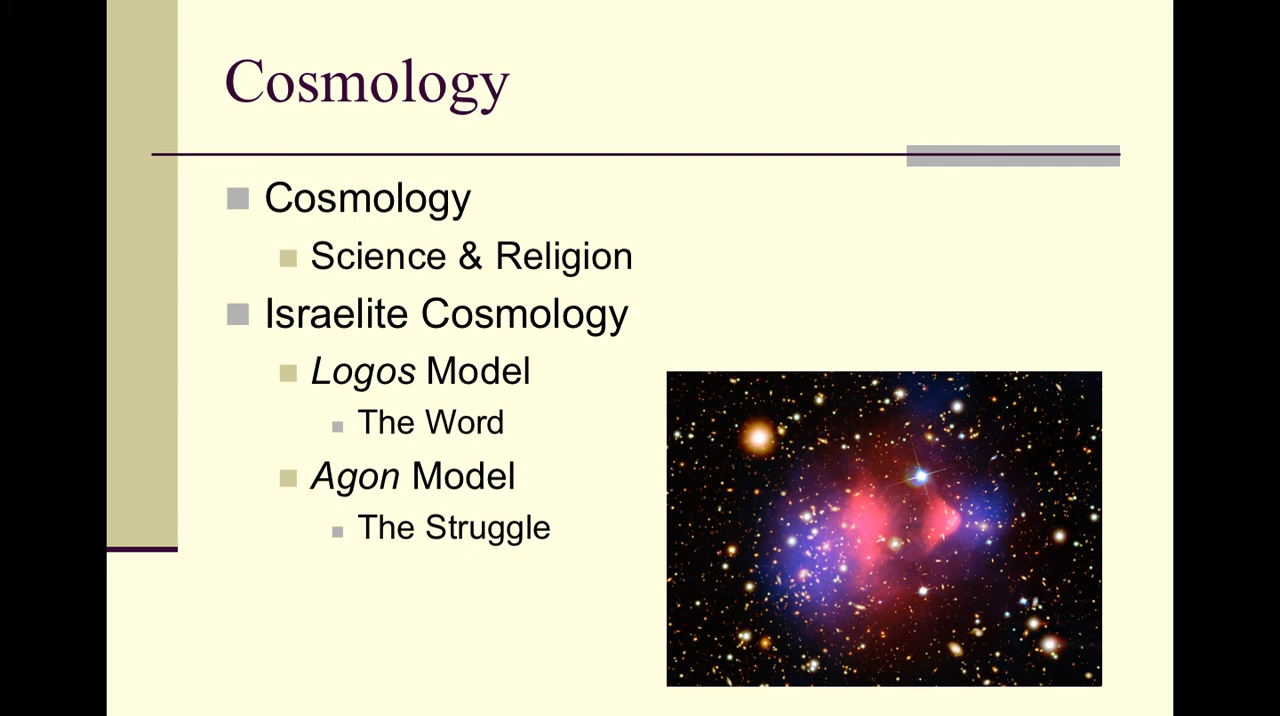 Cosmology
Cosmology
Science & Religion
Israelite Cosmology
Logos Model
The Word
Agon Model
The Struggle